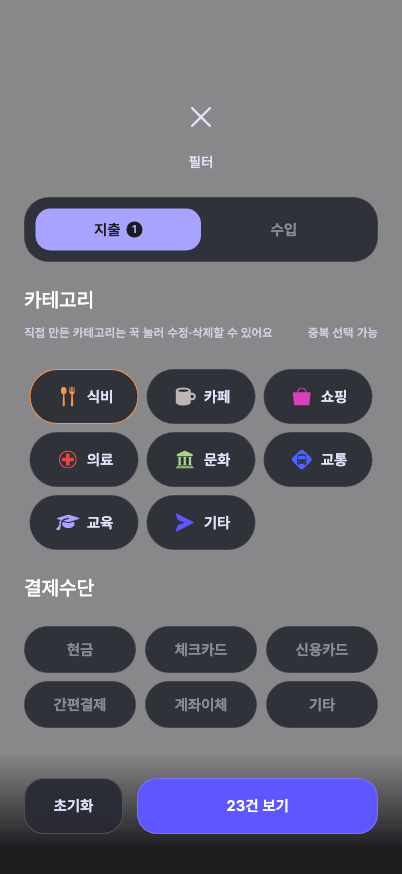 필터
지출 1 수입
카테고리
직접 만든 카테고리는 꾹 눌러 수정·삭제할 수 있어요 중복 선택 가능
식비 카페 쇼핑
의료 문화 교통
교육 기타
결제수단
현금 체크카드 신용카드
간편결제 계좌이체 기타
초기화 23건 보기